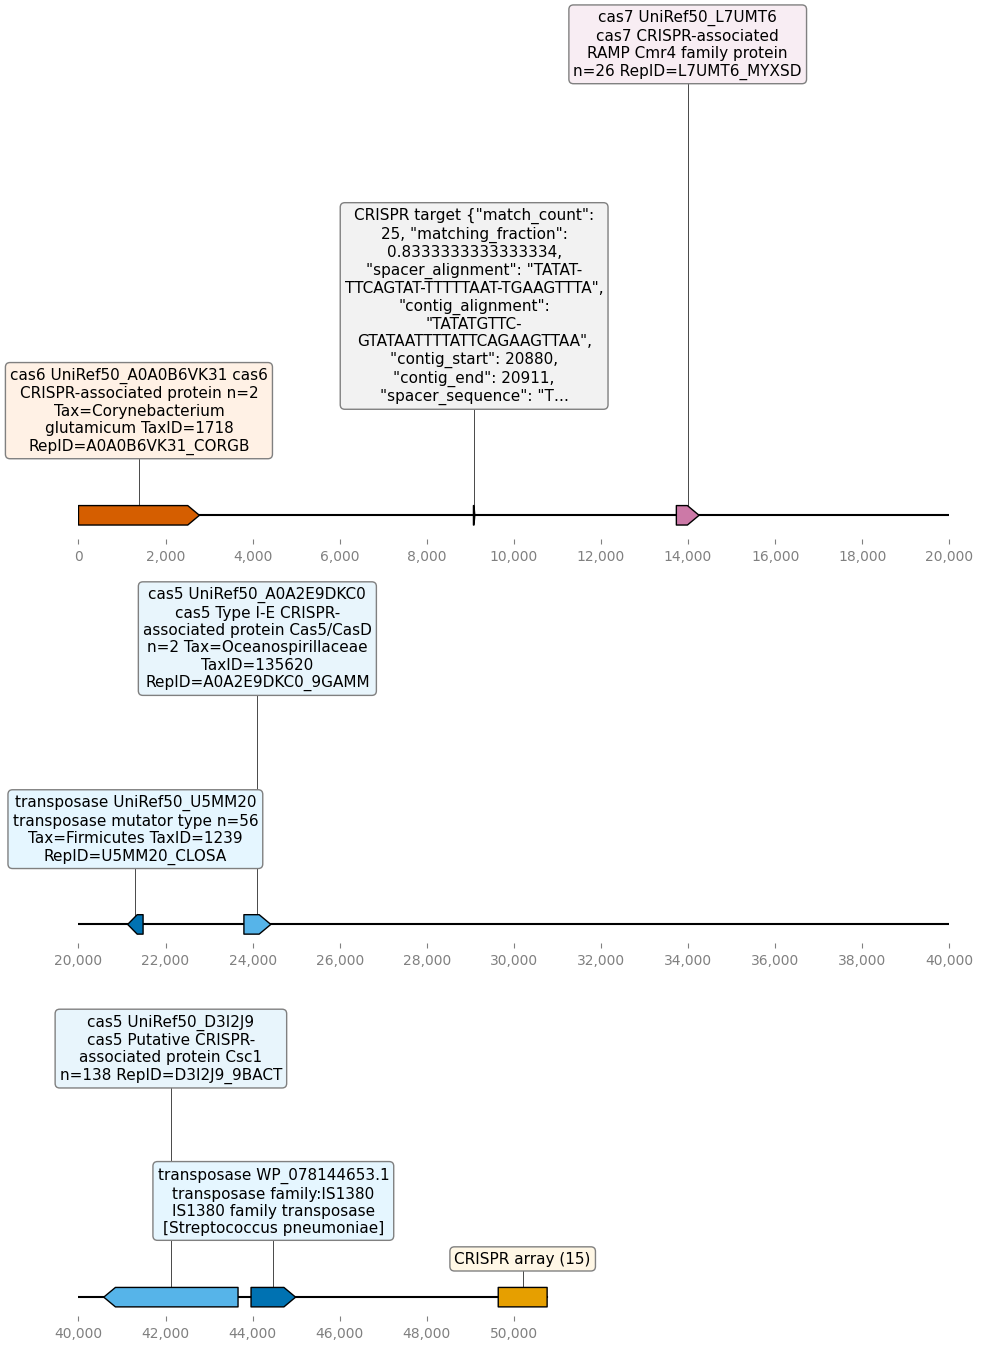 cas7 UniRef50_L7UMT6
cas7 CRISPR-associated
RAMP Cmr4 family protein
n=26 RepID=L7UMT6_MYXSD
CRISPR target {"match_count":
25, "matching_fraction":
0.8333333333333334,
"spacer_alignment": "TATAT-
TTCAGTAT-TTTTTAAT-TGAAGTTTA",
"contig_alignment":
"TATATGTTC-
GTATAATTTTATTCAGAAGTTAA",
"contig_start": 20880,
"contig_end": 20911,
"spacer_sequence": "T...
cas6 UniRef50_A0A0B6VK31 cas6
CRISPR-associated protein n=2
Tax=Corynebacterium
glutamicum TaxID=1718
RepID=A0A0B6VK31_CORGB
0 2,000 4,000 6,000 8,000 10,000 12,000 14,000 16,000 18,000 20,000
cas5 UniRef50_A0A2E9DKC0
cas5 Type I-E CRISPR-
associated protein Cas5/CasD
n=2 Tax=Oceanospirillaceae
TaxID=135620
RepID=A0A2E9DKC0_9GAMM
transposase UniRef50_U5MM20
transposase mutator type n=56
Tax=Firmicutes TaxID=1239
RepID=U5MM20_CLOSA
20,000 22,000 24,000 26,000 28,000 30,000 32,000 34,000 36,000 38,000 40,000
cas5 UniRef50_D3I2J9
cas5 Putative CRISPR-
associated protein Csc1
n=138 RepID=D3I2J9_9BACT
transposase WP_078144653.1
transposase family:IS1380
IS1380 family transposase
[Streptococcus pneumoniae]
CRISPR array (15)
40,000 42,000 44,000 46,000 48,000 50,000